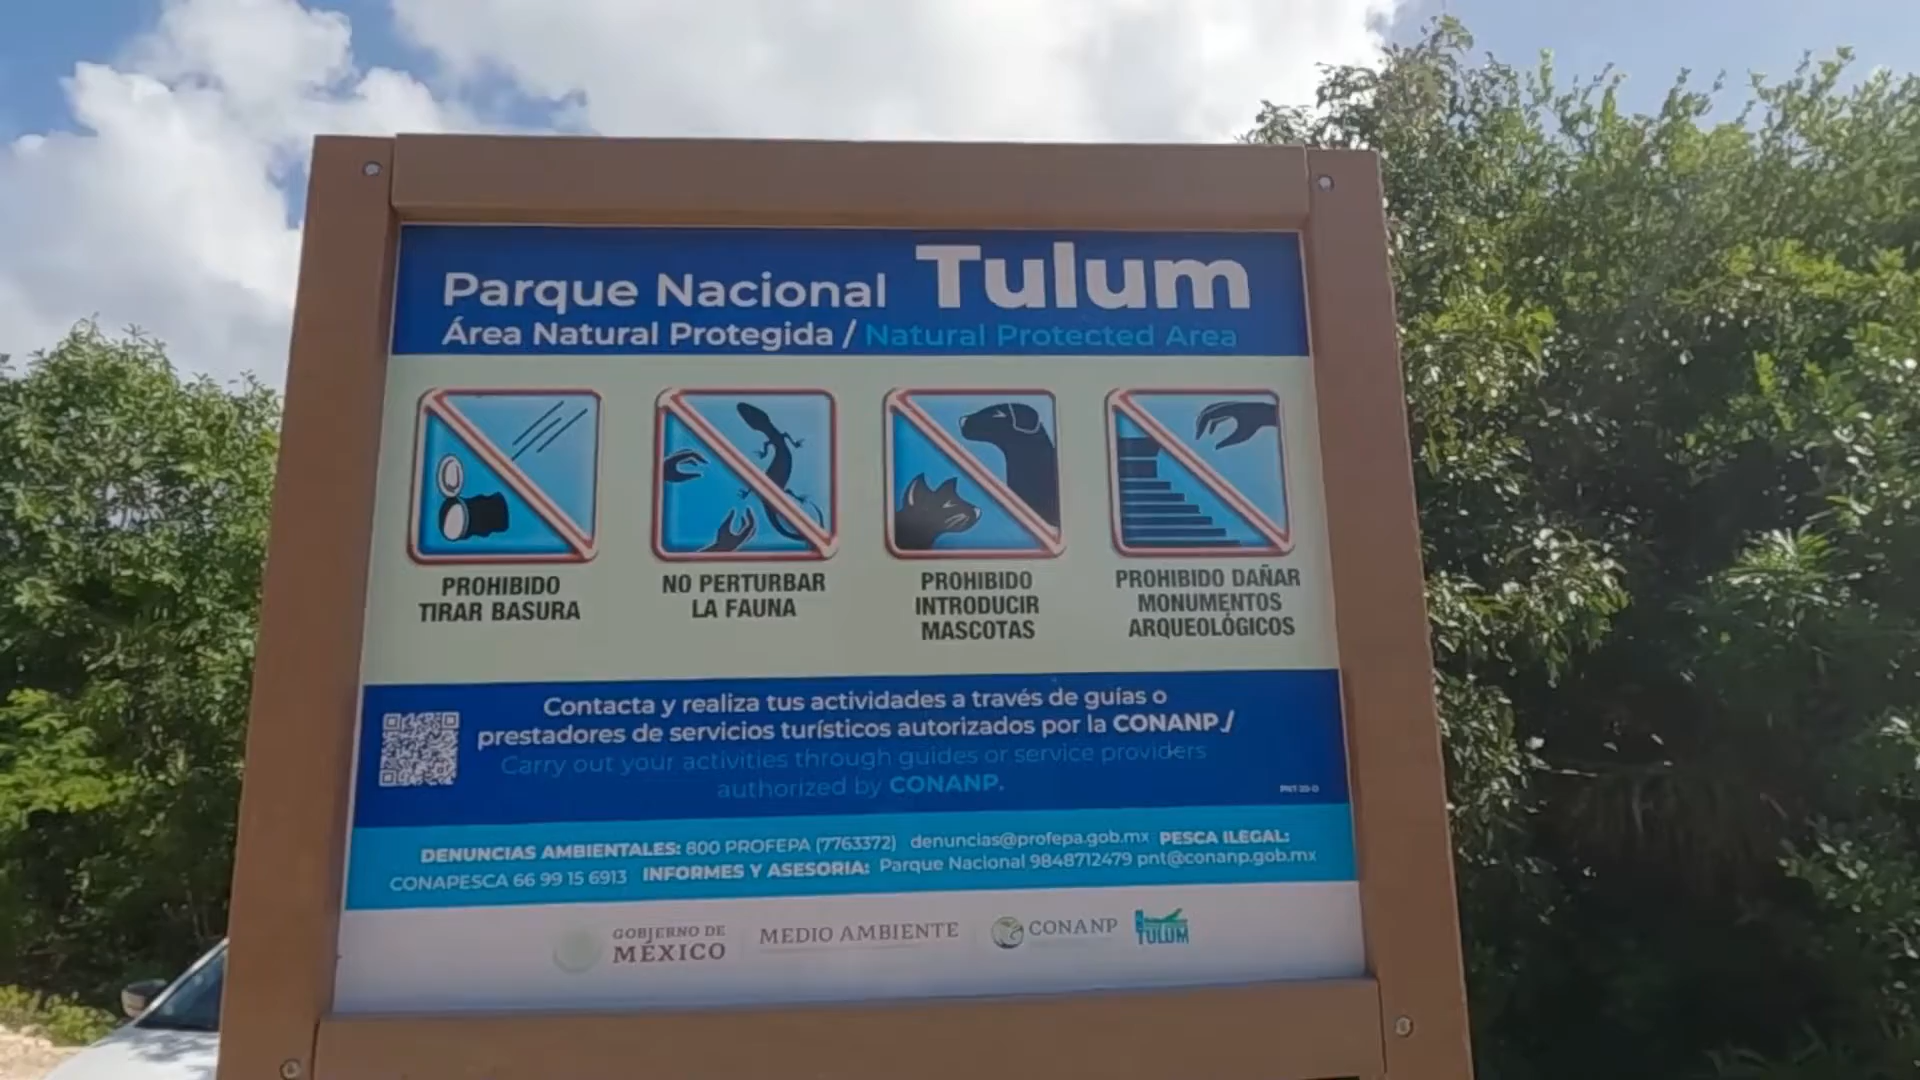 Parque Nacional Tulum
Área Natural Protegida / Natural Protected Area
PROHIBIDO
TIRAR BASURA
NO PERTURBAR
LA FAUNA
PROHIBIDO
INTRODUCIR
MASCOTAS
PROHIBIDO DAÑAR
MONUMENTOS
ARQUEOLÓGICOS
Contacta y realiza tus actividades a través de guías o
prestadores de servicios turísticos autorizados por la CONANP./
Carry out your activities through guides or service providers
authorized by CONANP.
DENUNCIAS AMBIENTALES: 800 PROFEPA (7763372) denuncias@profepa.gob.mx PESCA ILEGAL:
CONAPESCA 66 99 15 6913 INFORMES Y ASESORIA: Parque Nacional 9848712479 pnt@conanp.gob.mx
GOBIERNO DE
MÉXICO
MEDIO AMBIENTE
CONANP
TULUM